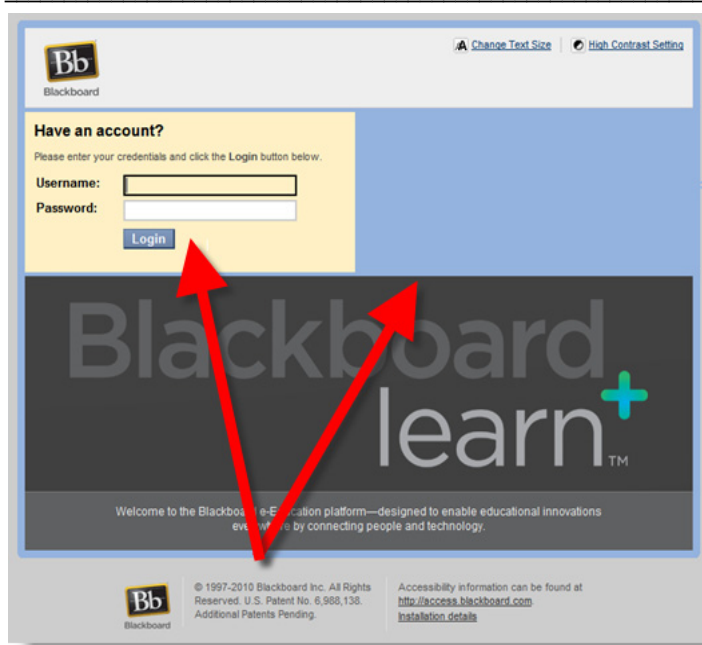 Bb
Blackboard
Change Text Size
High Contrast Setting
Have an account?
Please enter your credentials and click the Login button below.
Username:
Password:
Login
Blackboard
learn+ TM
Welcome to the Blackboard e-Education platform—designed to enable educational innovations
everywhere by connecting people and technology.
Bb
Blackboard
© 1997-2010 Blackboard Inc. All Rights
Reserved. U.S. Patent No. 6,988,138.
Additional Patents Pending.
Accessibility information can be found at
http://access.blackboard.com.
Installation details